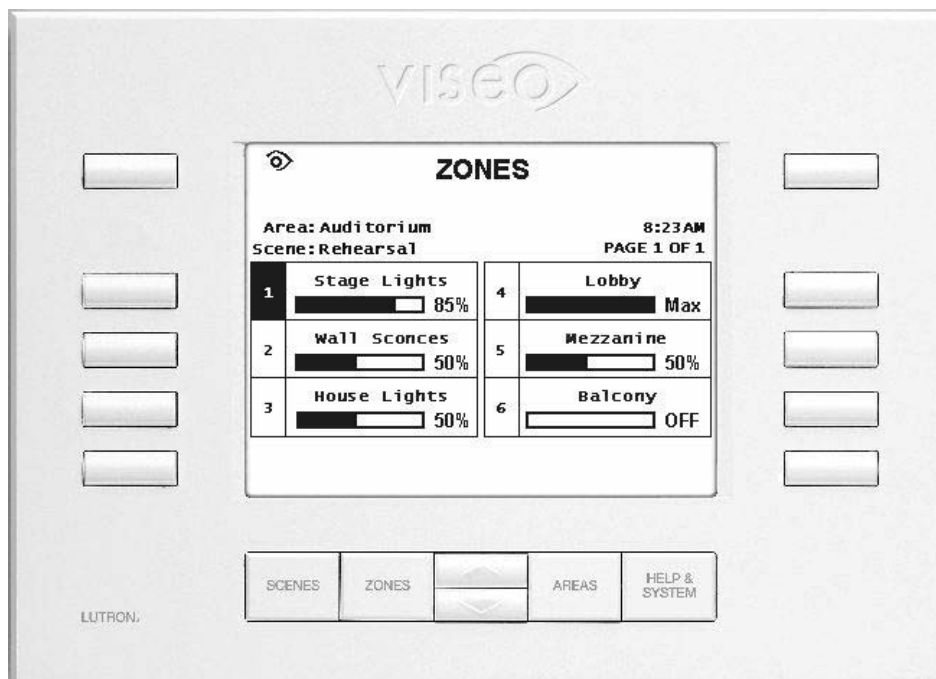 VISEO
ZONES
Area: Auditorium
8:23AM
Scene: Rehearsal
PAGE 1 OF 1
1
Stage Lights
85%
4
Lobby
Max
2
Wall Sconces
50%
5
Mezzanine
50%
3
House Lights
50%
6
Balcony
OFF
SCENES
ZONES
AREAS
HELP &
SYSTEM
LUTRON.